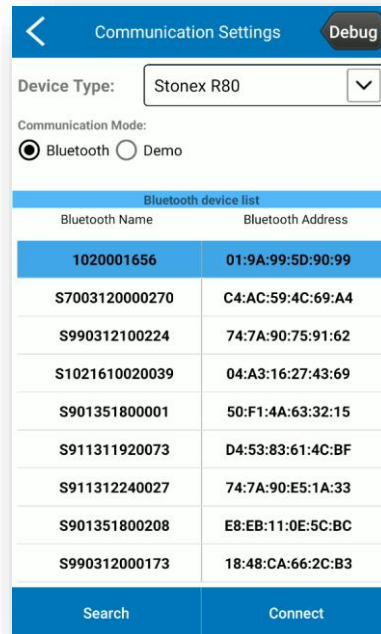 Communication Settings Debug
Device Type: Stonex R80
Communication Mode:
Bluetooth Demo
Bluetooth device list
Bluetooth Name Bluetooth Address
1020001656 01:9A:99:5D:90:99
S7003120000270 C4:AC:59:4C:69:A4
S990312100224 74:7A:90:75:91:62
S1021610020039 04:A3:16:27:43:69
S901351800001 50:F1:4A:63:32:15
S911311920073 D4:53:83:61:4C:BF
S911312240027 74:7A:90:E5:1A:33
S901351800208 E8:EB:11:0E:5C:BC
S990312000173 18:48:CA:66:2C:B3
Search Connect